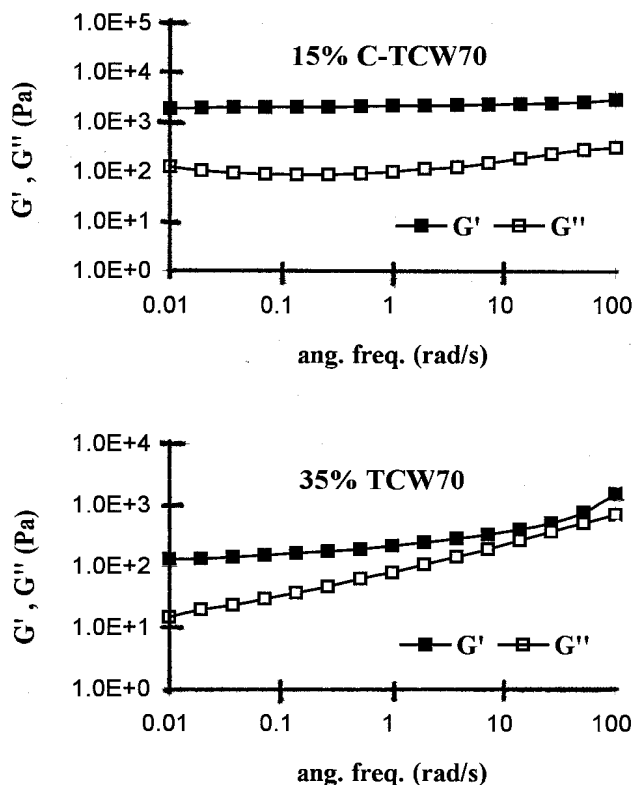 1.0E+5
15% C-TCW70
1.0E+4
1.0E+3
1.0E+2
1.0E+1
1.0E+0
G' , G'' (Pa)
G' G''
0.01 0.1 1 10 100
ang. freq. (rad/s)
1.0E+4
35% TCW70
1.0E+3
1.0E+2
1.0E+1
1.0E+0
G' , G'' (Pa)
G' G''
0.01 0.1 1 10 100
ang. freq. (rad/s)